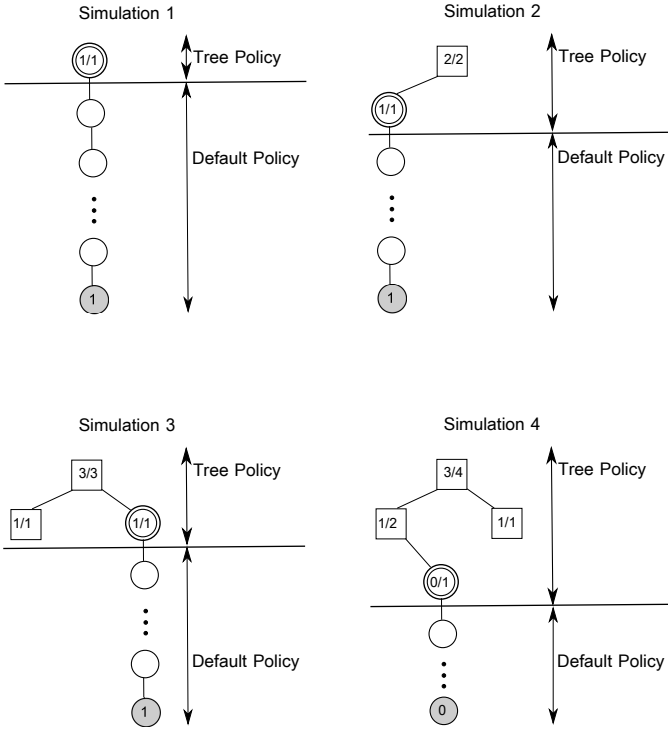 Simulation 1
1/1
Tree Policy
Default Policy
1
Simulation 2
2/2
Tree Policy
1/1
Default Policy
1
Simulation 3
3/3
Tree Policy
1/1
1/1
Default Policy
1
Simulation 4
3/4
Tree Policy
1/2
1/1
0/1
Default Policy
0